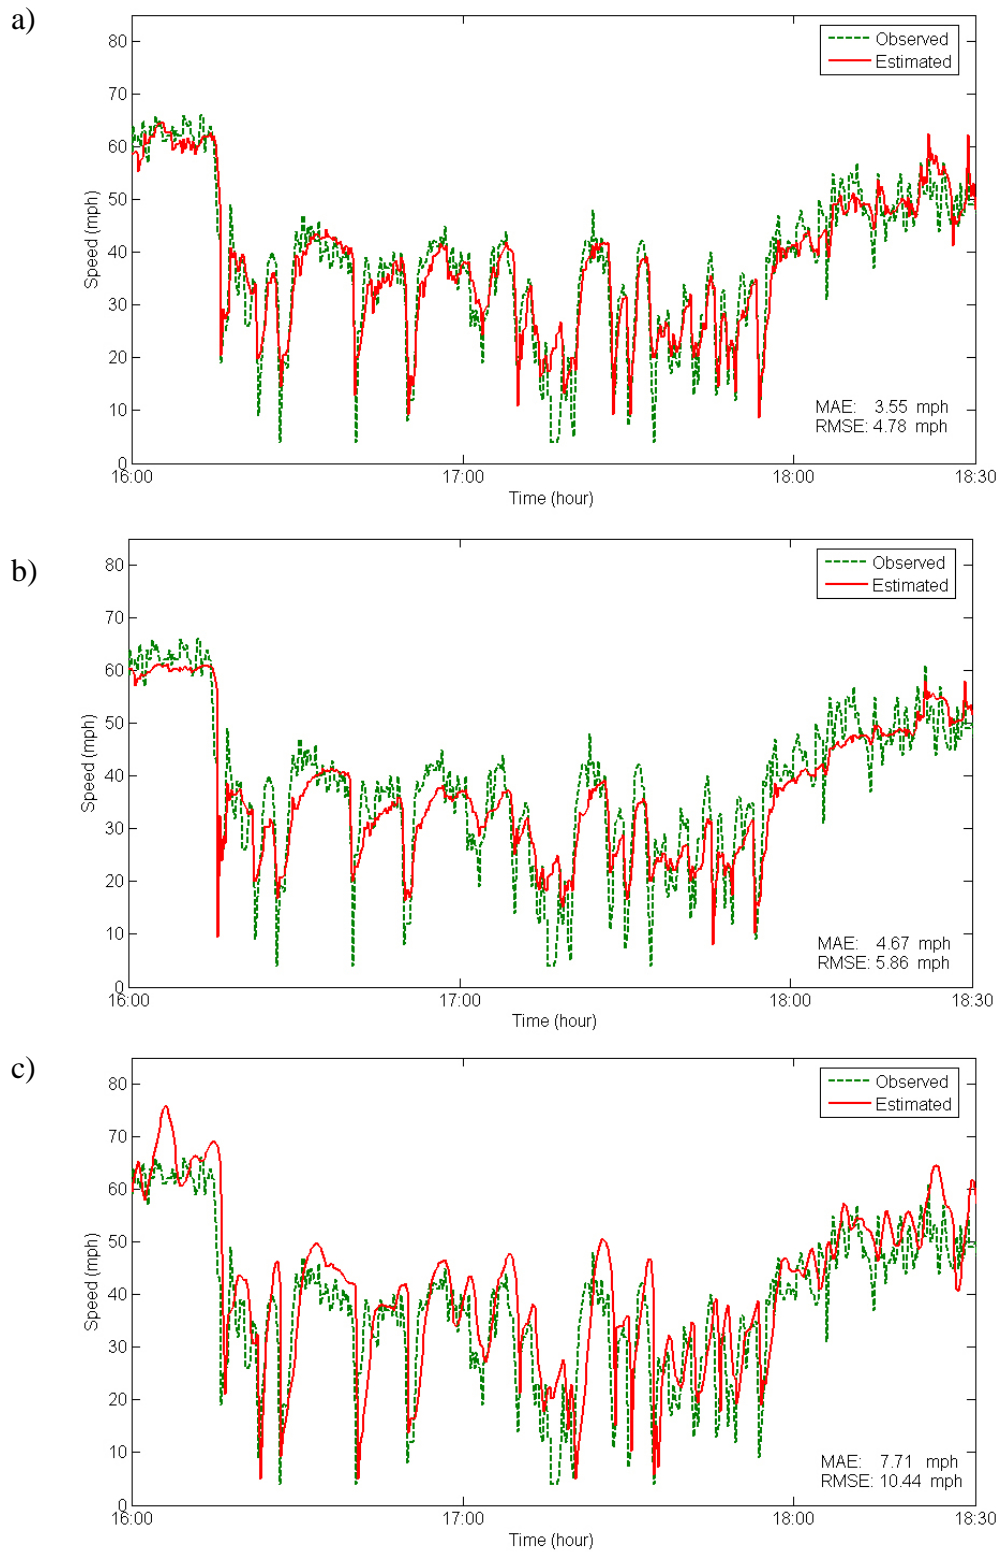 a)
80
70
60
50
40
30
20
10
0
Speed (mph)
Observed
Estimated
MAE: 3.55 mph
RMSE: 4.78 mph
16:00 17:00 18:00 18:30
Time (hour)
b)
80
70
60
50
40
30
20
10
0
Speed (mph)
Observed
Estimated
MAE: 4.67 mph
RMSE: 5.86 mph
16:00 17:00 18:00 18:30
Time (hour)
c)
80
70
60
50
40
30
20
10
0
Speed (mph)
Observed
Estimated
MAE: 7.71 mph
RMSE: 10.44 mph
16:00 17:00 18:00 18:30
Time (hour)